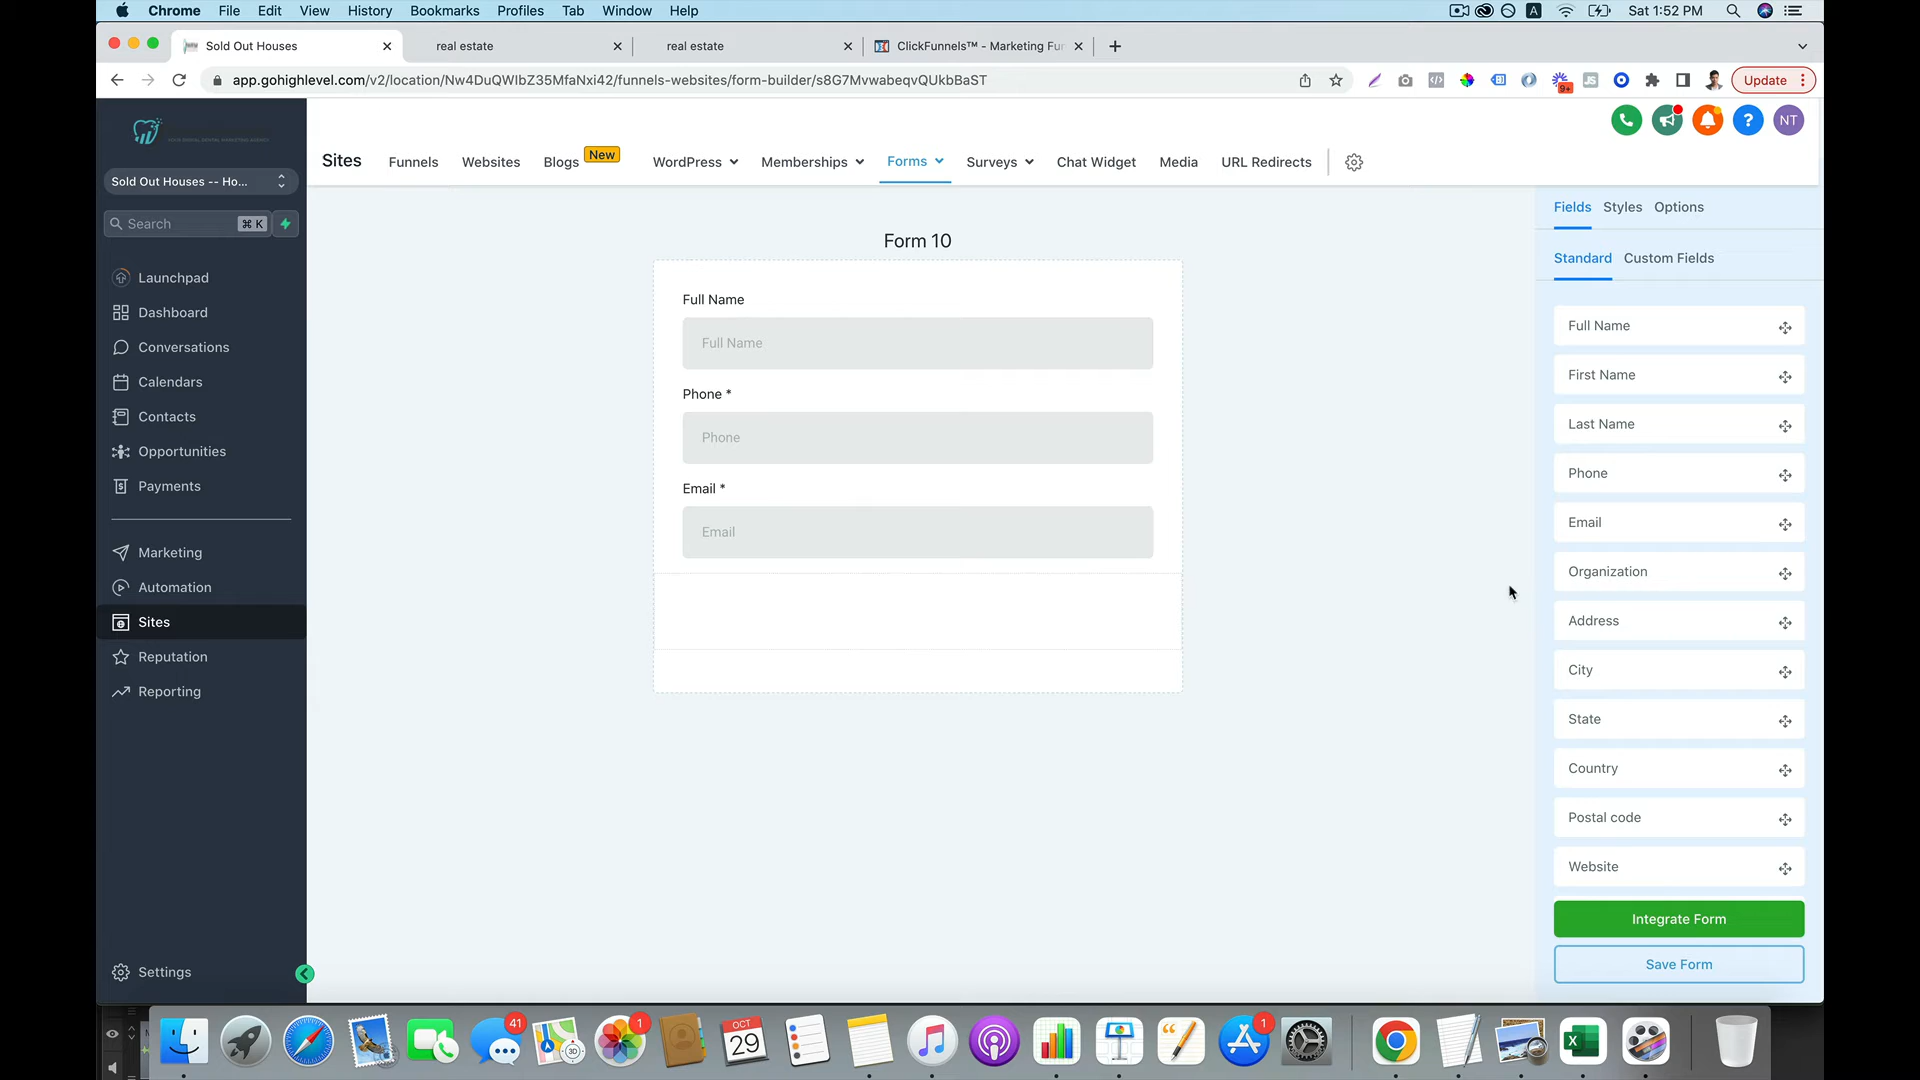 Chrome File Edit View History Bookmarks Profiles Tab Window Help
A Sat 1:52 PM
Sold Out Houses real estate real estate ClickFunnels™ - Marketing Fu
app.gohighlevel.com/v2/location/Nw4DuQWIbZ35MfaNxi42/funnels-websites/form-builder/s8G7MvwabeqvQUkbBaST
JS
9+
Update
NT
Sites Funnels Websites Blogs New WordPress Memberships Forms Surveys Chat Widget Media URL Redirects
Sold Out Houses -- Ho...
Search ⌘ K
Launchpad
Dashboard
Conversations
Calendars
Contacts
Opportunities
Payments
Marketing
Automation
Sites
Reputation
Reporting
Settings
Form 10
Full Name
Full Name
Phone *
Phone
Email *
Email
Fields Styles Options
Standard Custom Fields
Full Name
First Name
Last Name
Phone
Email
Organization
Address
City
State
Country
Postal code
Website
Integrate Form
Save Form
41
3D
1
OCT
29
1
X